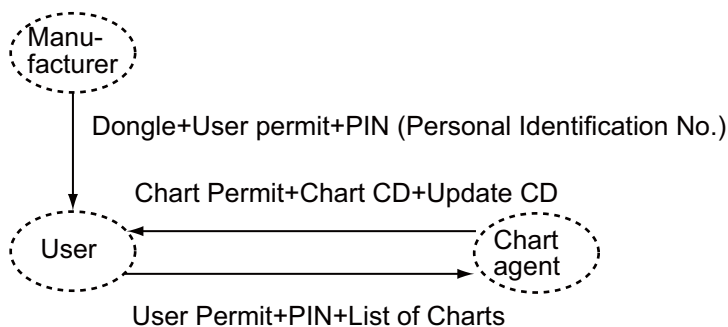 Manu-
facturer
Dongle+User permit+PIN (Personal Identification No.)
Chart Permit+Chart CD+Update CD
User
Chart
agent
User Permit+PIN+List of Charts